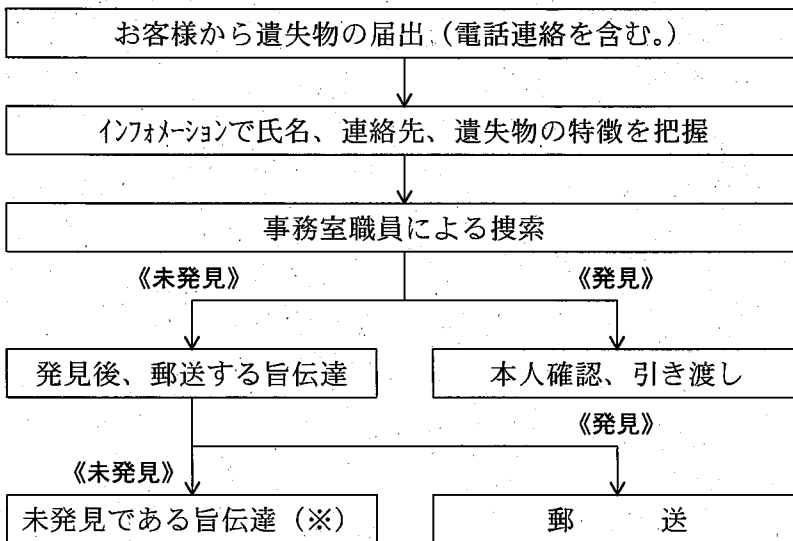 お客様から遺失物の届出（電話連絡を含む。）
ｲﾝﾌｫﾒｰｼｮﾝで氏名、連絡先、遺失物の特徴を把握
事務室職員による捜索
《未発見》
《発見》
発見後、郵送する旨伝達
本人確認、引き渡し
《発見》
《未発見》
未発見である旨伝達（※）
郵　　　送